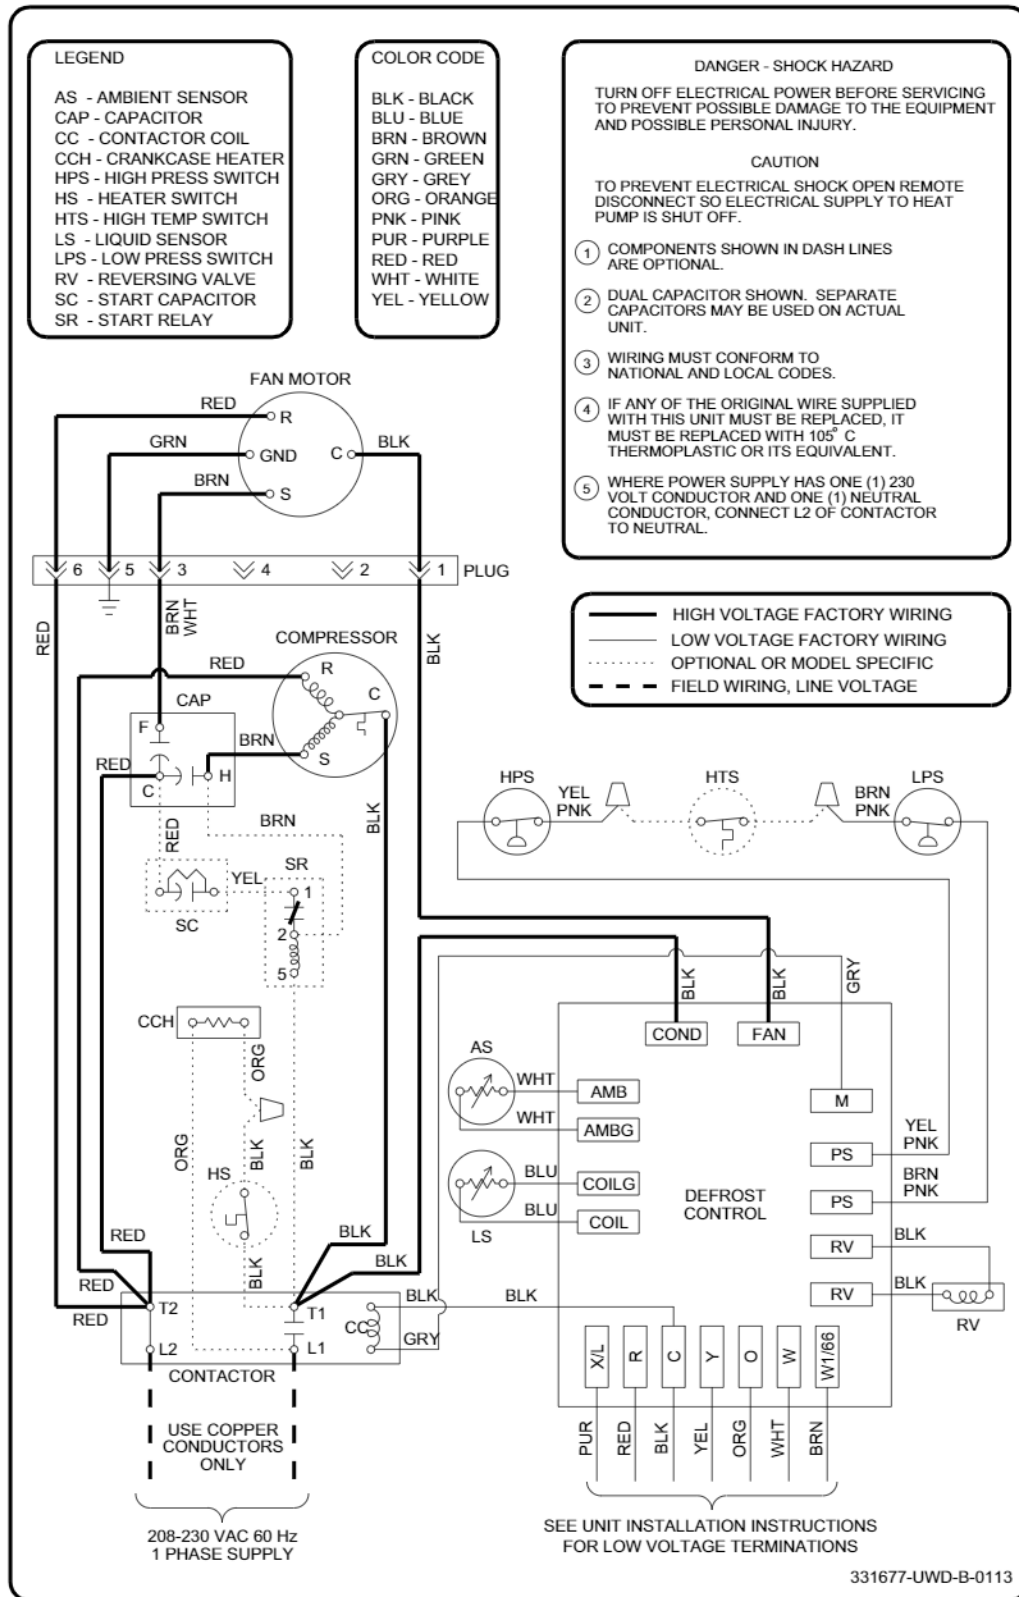 LEGEND
AS - AMBIENT SENSOR
CAP - CAPACITOR
CC - CONTACTOR COIL
CCH - CRANKCASE HEATER
HPS - HIGH PRESS SWITCH
HS - HEATER SWITCH
HTS - HIGH TEMP SWITCH
LS - LIQUID SENSOR
LPS - LOW PRESS SWITCH
RV - REVERSING VALVE
SC - START CAPACITOR
SR - START RELAY
COLOR CODE
BLK - BLACK
BLU - BLUE
BRN - BROWN
GRN - GREEN
GRY - GREY
ORG - ORANGE
PNK - PINK
PUR - PURPLE
RED - RED
WHT - WHITE
YEL - YELLOW
DANGER - SHOCK HAZARD
TURN OFF ELECTRICAL POWER BEFORE SERVICING
TO PREVENT POSSIBLE DAMAGE TO THE EQUIPMENT
AND POSSIBLE PERSONAL INJURY.
CAUTION
TO PREVENT ELECTRICAL SHOCK OPEN REMOTE
DISCONNECT SO ELECTRICAL SUPPLY TO HEAT
PUMP IS SHUT OFF.
1 COMPONENTS SHOWN IN DASH LINES
ARE OPTIONAL.
2 DUAL CAPACITOR SHOWN. SEPARATE
CAPACITORS MAY BE USED ON ACTUAL
UNIT.
3 WIRING MUST CONFORM TO
NATIONAL AND LOCAL CODES.
4 IF ANY OF THE ORIGINAL WIRE SUPPLIED
WITH THIS UNIT MUST BE REPLACED, IT
MUST BE REPLACED WITH 105° C
THERMOPLASTIC OR ITS EQUIVALENT.
5 WHERE POWER SUPPLY HAS ONE (1) 230
VOLT CONDUCTOR AND ONE (1) NEUTRAL
CONDUCTOR, CONNECT L2 OF CONTACTOR
TO NEUTRAL.
HIGH VOLTAGE FACTORY WIRING
LOW VOLTAGE FACTORY WIRING
OPTIONAL OR MODEL SPECIFIC
FIELD WIRING, LINE VOLTAGE
FAN MOTOR
RED
R
GRN
GND
C
BLK
BRN
S
6
5
3
4
2
1
PLUG
RED
BRN
WHT
BLK
COMPRESSOR
RED
R
C
S
BRN
CAP
F
RED
C
H
BLK
RED
BRN
SC
YEL
SR
1
2
5
CCH
ORG
ORG
BLK
BLK
HS
BLK
RED
RED
RED
BLK
BLK
T2
T1
L2
L1
CC
BLK
GRY
BLK
CONTACTOR
USE COPPER
CONDUCTORS
ONLY
208-230 VAC 60 Hz
1 PHASE SUPPLY
HPS
YEL
PNK
HTS
BRN
PNK
LPS
BLK
BLK
GRY
COND
FAN
AS
WHT
AMB
WHT
AMBG
BLU
COILG
BLU
COIL
LS
DEFROST
CONTROL
M
YEL
PNK
PS
BRN
PNK
PS
BLK
RV
BLK
RV
RV
X/L
R
C
Y
O
W
W1/66
PUR
RED
BLK
YEL
ORG
WHT
BRN
SEE UNIT INSTALLATION INSTRUCTIONS
FOR LOW VOLTAGE TERMINATIONS
331677-UWD-B-0113